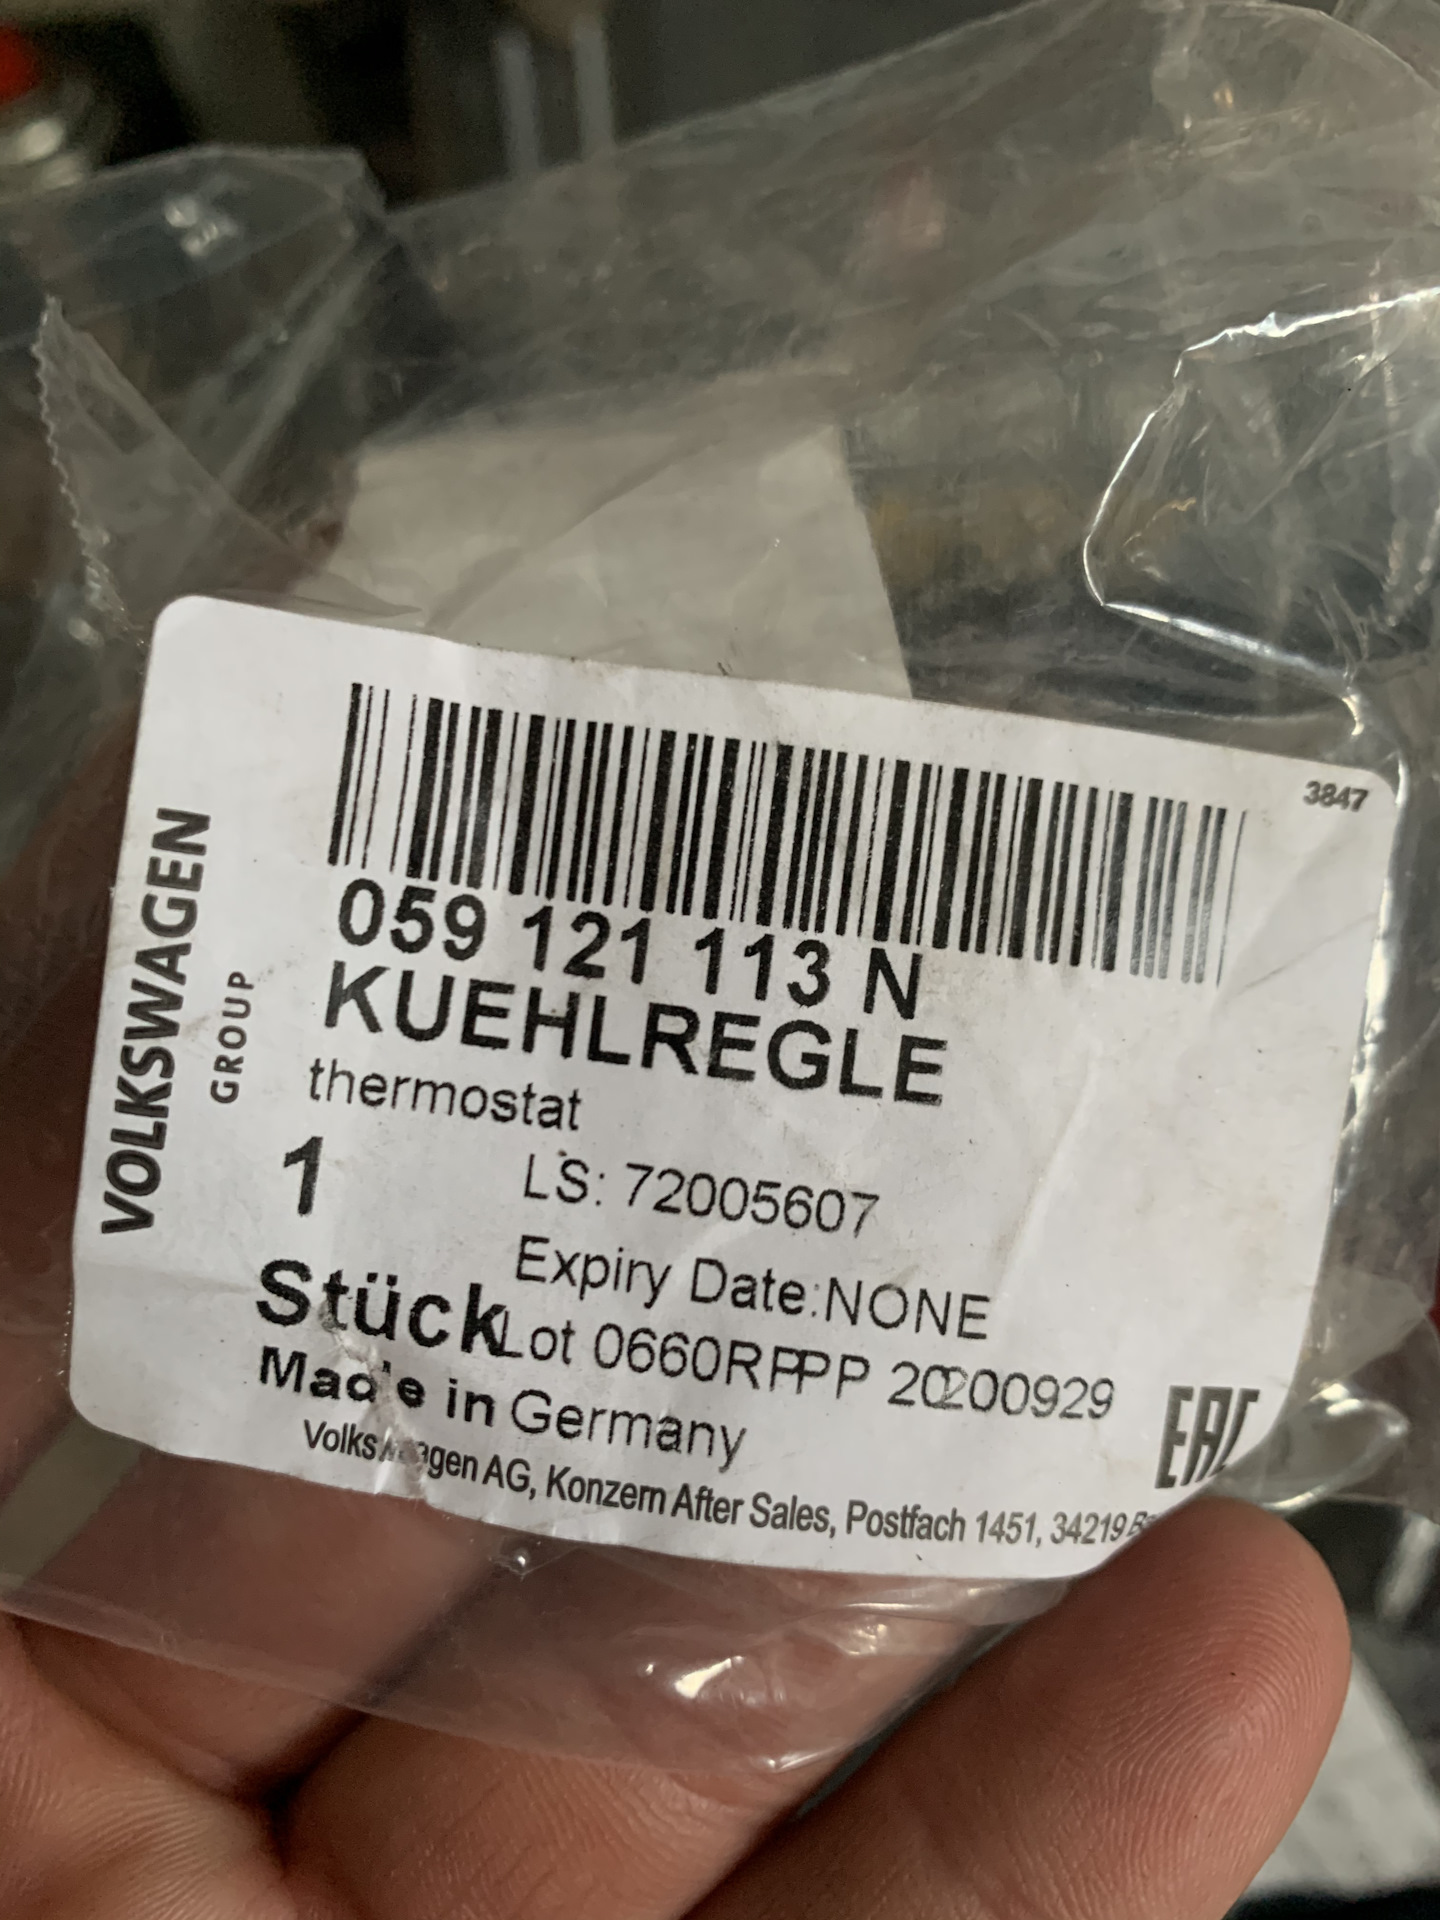 3847
VOLKSWAGEN
GROUP
059 121 113 N
KUEHLREGLE
thermostat
1
LS: 72005607
Expiry Date:NONE
Stück
Lot 0660RPPPP 20200929
Made in Germany
Volkswagen AG, Konzern After Sales, Postfach 1451, 34219
EAC